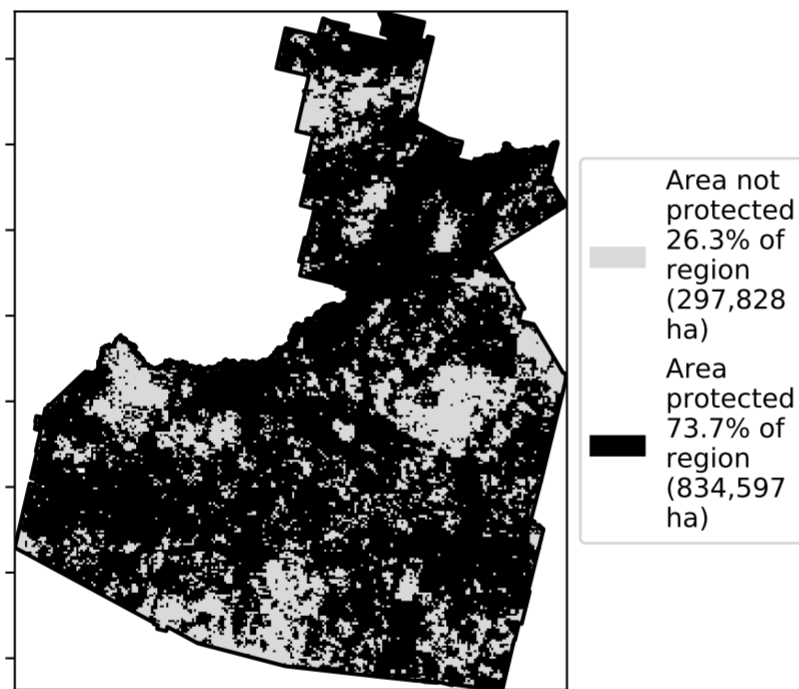 Area not
protected
26.3% of
region
(297,828
ha)
Area
protected
73.7% of
region
(834,597
ha)